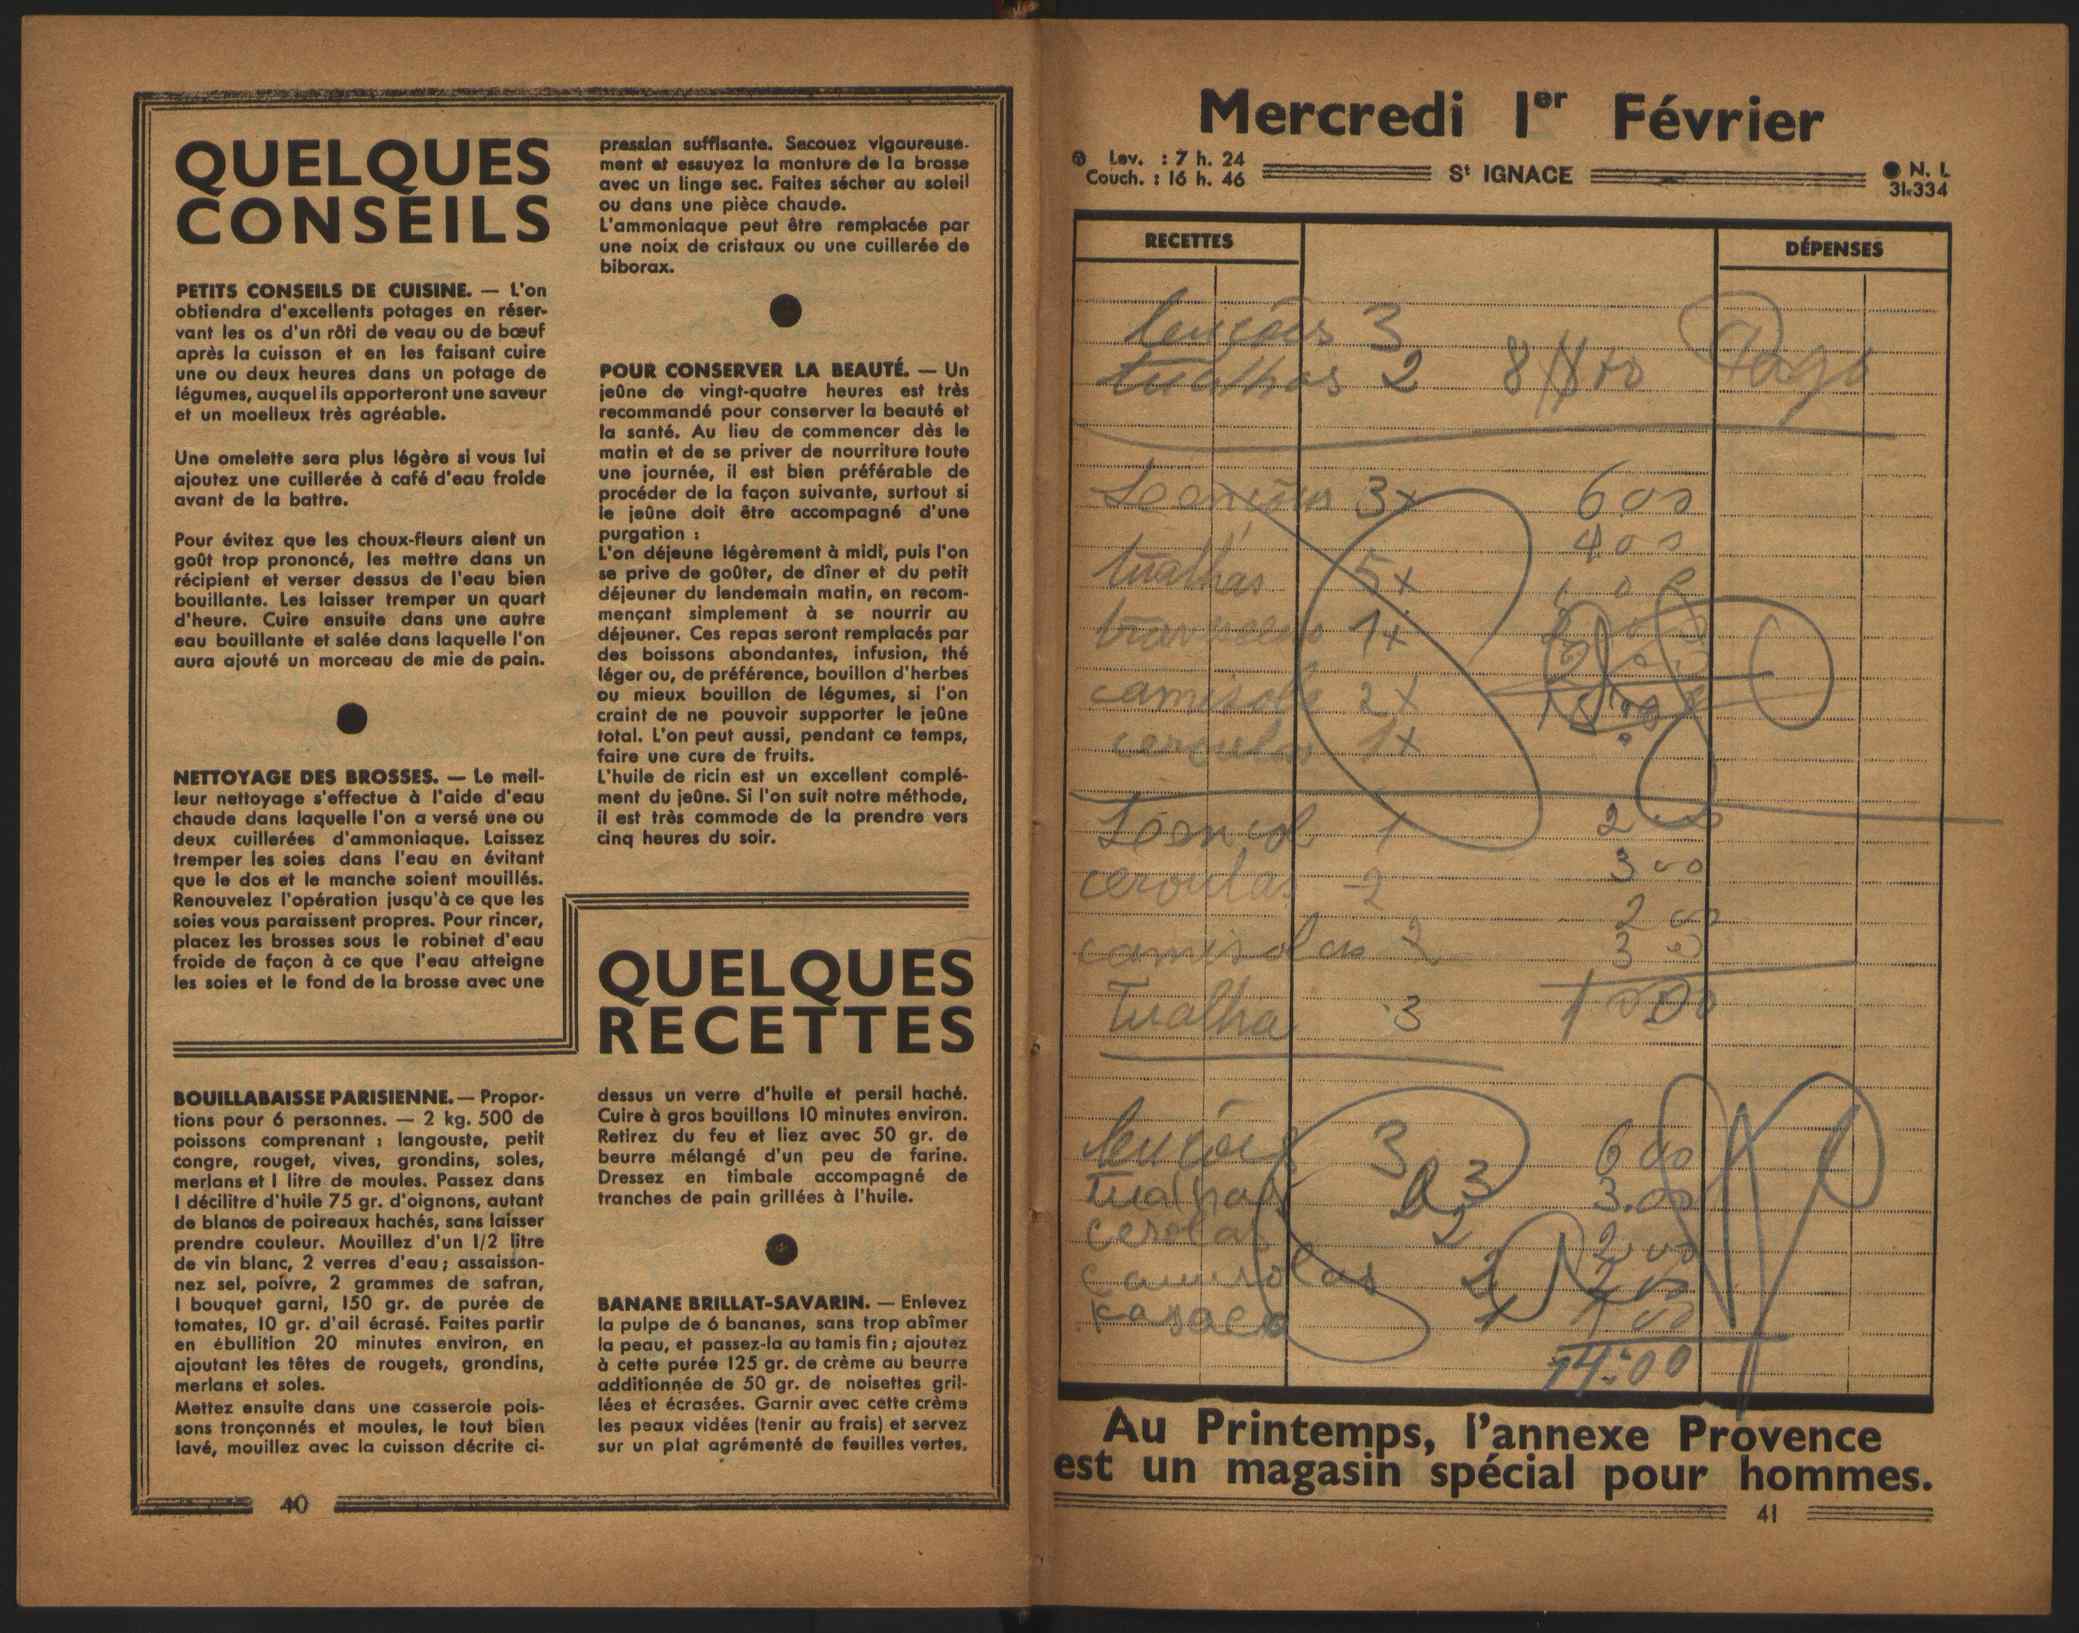 QUELQUES
CONSEILS
PETITS CONSEILS DE CUISINE. — L'on
obtiendra d'excellents potages en réser-
vant les os d'un rôti de veau ou de bœuf
après la cuisson et en les faisant cuire
une ou deux heures dans un potage de
légumes, auquel ils apporteront une saveur
et un moelleux très agréable.
Une omelette sera plus légère si vous lui
ajoutez une cuillerée à café d'eau froide
avant de la battre.
Pour évitez que les choux-fleurs aient un
goût trop prononcé, les mettre dans un
récipient et verser dessus de l'eau bien
bouillante. Les laisser tremper un quart
d'heure. Cuire ensuite dans une autre
eau bouillante et salée dans laquelle l'on
aura ajouté un morceau de mie de pain.
NETTOYAGE DES BROSSES. — Le meil-
leur nettoyage s'effectue à l'aide d'eau
chaude dans laquelle l'on a versé une ou
deux cuillerées d'ammoniaque. Laissez
tremper les soies dans l'eau en évitant
que le dos et le manche soient mouillés.
Renouvelez l'opération jusqu'à ce que les
soies vous paraissent propres. Pour rincer,
placez les brosses sous le robinet d'eau
froide de façon à ce que l'eau atteigne
les soies et le fond de la brosse avec une
pression suffisante. Secouez vigoureuse-
ment et essuyez la monture de la brosse
avec un linge sec. Faites sécher au soleil
ou dans une pièce chaude.
L'ammoniaque peut être remplacée par
une noix de cristaux ou une cuillerée de
biborax.
POUR CONSERVER LA BEAUTÉ. — Un
jeûne de vingt-quatre heures est très
recommandé pour conserver la beauté et
la santé. Au lieu de commencer dès le
matin et de se priver de nourriture toute
une journée, il est bien préférable de
procéder de la façon suivante, surtout si
le jeûne doit être accompagné d'une
purgation :
L'on déjeune légèrement à midi, puis l'on
se prive de goûter, de dîner et du petit
déjeuner du lendemain matin, en recom-
mençant simplement à se nourrir au
déjeuner. Ces repas seront remplacés par
des boissons abondantes, infusion, thé
léger ou, de préférence, bouillon d'herbes
ou mieux bouillon de légumes, si l'on
craint de ne pouvoir supporter le jeûne
total. L'on peut aussi, pendant ce temps,
faire une cure de fruits.
L'huile de ricin est un excellent complé-
ment du jeûne. Si l'on suit notre méthode,
il est très commode de la prendre vers
cinq heures du soir.
QUELQUES
RECETTES
BOUILLABAISSE PARISIENNE. — Propor-
tions pour 6 personnes. — 2 kg. 500 de
poissons comprenant : langouste, petit
congre, rouget, vives, grondins, soles,
merlans et 1 litre de moules. Passez dans
1 décilitre d'huile 75 gr. d'oignons, autant
de blancs de poireaux hachés, sans laisser
prendre couleur. Mouillez d'un 1/2 litre
de vin blanc, 2 verres d'eau; assaison-
nez sel, poivre, 2 grammes de safran,
1 bouquet garni, 150 gr. de purée de
tomates, 10 gr. d'ail écrasé. Faites partir
en ébullition 20 minutes environ, en
ajoutant les têtes de rougets, grondins,
merlans et soles.
Mettez ensuite dans une casserole pois-
sons tronçonnés et moules, le tout bien
lavé, mouillez avec la cuisson décrite ci-
dessus un verre d'huile et persil haché.
Cuire à gros bouillons 10 minutes environ.
Retirez du feu et liez avec 50 gr. de
beurre mélangé d'un peu de farine.
Dressez en timbale accompagné de
tranches de pain grillées à l'huile.
BANANE BRILLAT-SAVARIN. — Enlevez
la pulpe de 6 bananes, sans trop abîmer
la peau, et passez-la au tamis fin; ajoutez
à cette purée 125 gr. de crème au beurre
additionnée de 50 gr. de noisettes gril-
lées et écrasées. Garnir avec cette crème
les peaux vidées (tenir au frais) et servez
sur un plat agrémenté de feuilles vertes.
40
Mercredi 1er Février
Lev. : 7 h. 24
Couch. : 16 h. 46
St IGNACE
N. L.
31-334
RECETTES
DÉPENSES
lençois 3
tualhas 2 8 Pago
3x 6.00
tualhas 5x 4 00
1x
camisola 2x
1x
Lençol 1 2 00
ceroulas 2 3 00
camisolas 2 2 00
3 00
Tualha 3 10 00
lençois 3 6 00
tualhas 3 3.00
cerolas 2 2 00
camisolas 2 2 00
kasaco 1 1 00
14:00
Au Printemps, l'annexe Provence
est un magasin spécial pour hommes.
41